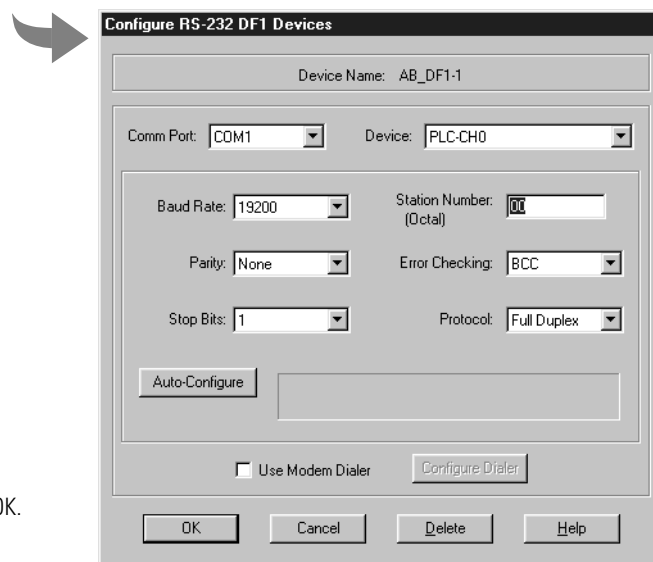 Configure RS-232 DF1 Devices
Device Name: AB_DF1-1
Comm Port: COM1 Device: PLC-CH0
Baud Rate: 19200 Station Number: 00
(Octal)
Parity: None Error Checking: BCC
Stop Bits: 1 Protocol: Full Duplex
Auto-Configure
Use Modem Dialer Configure Dialer
OK.
OK Cancel Delete Help